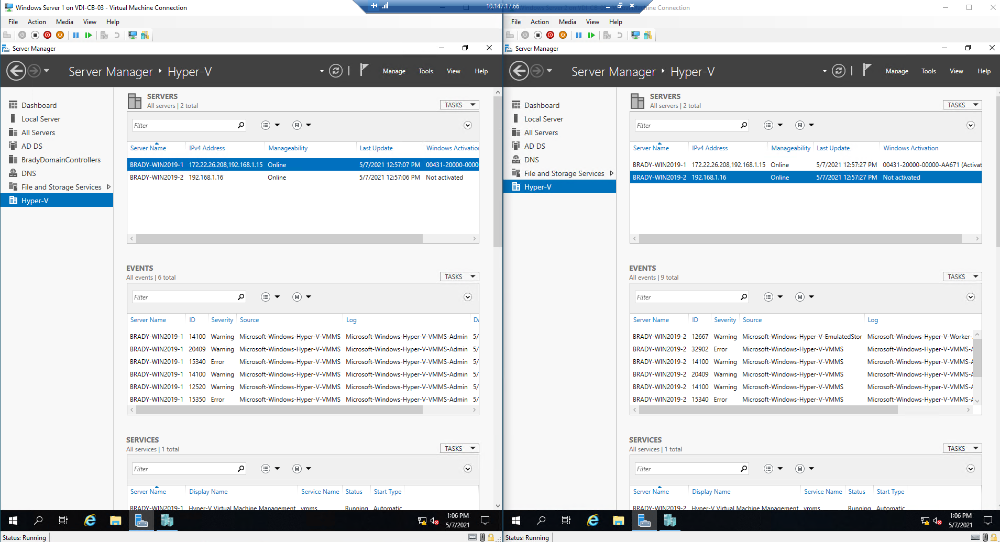 Windows Server 1 on VDI-CB-03 - Virtual Machine Connection
File Action Media View Help
Server Manager
Server Manager ‣ Hyper-V
Manage Tools View Help
Dashboard
Local Server
All Servers
AD DS
BradyDomainControllers
DNS
File and Storage Services
Hyper-V
SERVERS
All servers | 2 total
TASKS
Filter
Server Name IPv4 Address Manageability Last Update Windows Activation
BRADY-WIN2019-1 172.22.26.208,192.168.1.15 Online 5/7/2021 12:57:07 PM 00431-20000-0000
BRADY-WIN2019-2 192.168.1.16 Online 5/7/2021 12:57:06 PM Not activated
EVENTS
All events | 6 total
TASKS
Filter
Server Name ID Severity Source Log Da
BRADY-WIN2019-1 14100 Warning Microsoft-Windows-Hyper-V-VMMS Microsoft-Windows-Hyper-V-VMMS-Admin 5/
BRADY-WIN2019-1 20409 Warning Microsoft-Windows-Hyper-V-VMMS Microsoft-Windows-Hyper-V-VMMS-Admin 5/
BRADY-WIN2019-1 15340 Error Microsoft-Windows-Hyper-V-VMMS Microsoft-Windows-Hyper-V-VMMS-Admin 5/
BRADY-WIN2019-1 14100 Warning Microsoft-Windows-Hyper-V-VMMS Microsoft-Windows-Hyper-V-VMMS-Admin 5/
BRADY-WIN2019-1 12520 Warning Microsoft-Windows-Hyper-V-VMMS Microsoft-Windows-Hyper-V-VMMS-Admin 5/
BRADY-WIN2019-1 15350 Error Microsoft-Windows-Hyper-V-VMMS Microsoft-Windows-Hyper-V-VMMS-Admin 5/
SERVICES
All services | 1 total
TASKS
Filter
Server Name Display Name Service Name Status Start Type
BRADY-WIN2019-1 Hyper-V Virtual Machine Management vmms Running Automatic
1:06 PM
5/7/2021
Status: Running
10.147.17.66
Windows Server 2 on VDI-CB-0 Machine Connection
File Action Media View Help
Server Manager
Server Manager ‣ Hyper-V
Manage Tools View Help
Dashboard
Local Server
All Servers
AD DS
DNS
File and Storage Services
Hyper-V
SERVERS
All servers | 2 total
TASKS
Filter
Server Name IPv4 Address Manageability Last Update Windows Activation
BRADY-WIN2019-1 172.22.26.208,192.168.1.15 Online 5/7/2021 12:57:27 PM 00431-20000-00000-AA671 (Activat
BRADY-WIN2019-2 192.168.1.16 Online 5/7/2021 12:57:27 PM Not activated
EVENTS
All events | 9 total
TASKS
Filter
Server Name ID Severity Source Log
BRADY-WIN2019-2 12667 Warning Microsoft-Windows-Hyper-V-EmulatedStor Microsoft-Windows-Hyper-V-Worker-
BRADY-WIN2019-2 32902 Error Microsoft-Windows-Hyper-V-VMMS Microsoft-Windows-Hyper-V-VMMS-A
BRADY-WIN2019-2 14100 Warning Microsoft-Windows-Hyper-V-VMMS Microsoft-Windows-Hyper-V-VMMS-A
BRADY-WIN2019-2 20409 Warning Microsoft-Windows-Hyper-V-VMMS Microsoft-Windows-Hyper-V-VMMS-A
BRADY-WIN2019-2 14100 Warning Microsoft-Windows-Hyper-V-VMMS Microsoft-Windows-Hyper-V-VMMS-A
BRADY-WIN2019-2 15340 Error Microsoft-Windows-Hyper-V-VMMS Microsoft-Windows-Hyper-V-VMMS-A
SERVICES
All services | 1 total
TASKS
Filter
Server Name Display Name Service Name Status Start Type
BRADY-WIN2019-2 Hyper-V Virtual Machine Management vmms Running Automatic
1:06 PM
5/7/2021
Status: Running